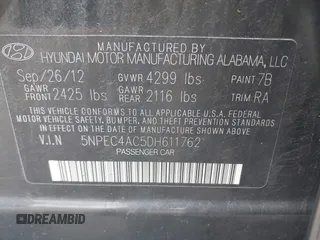 MANUFACTURED BY
HYUNDAI MOTOR MANUFACTURING ALABAMA, LLC
Sep/26/12 GVWR 4299 lbs. PAINT 7B
GAWR FRONT 2425 lbs GAWR REAR 2116 lbs TRIM RA
THIS VEHICLE CONFORMS TO ALL APPLICABLE U.S.A. FEDERAL
MOTOR VEHICLE SAFETY, BUMPER, AND THEFT PREVENTION
STANDARDS IN EFFECT ON THE DATE OF MANUFACTURE SHOWN ABOVE.
V.I.N 5NPEC4AC5DH611762
PASSENGER CAR
DREAMBID